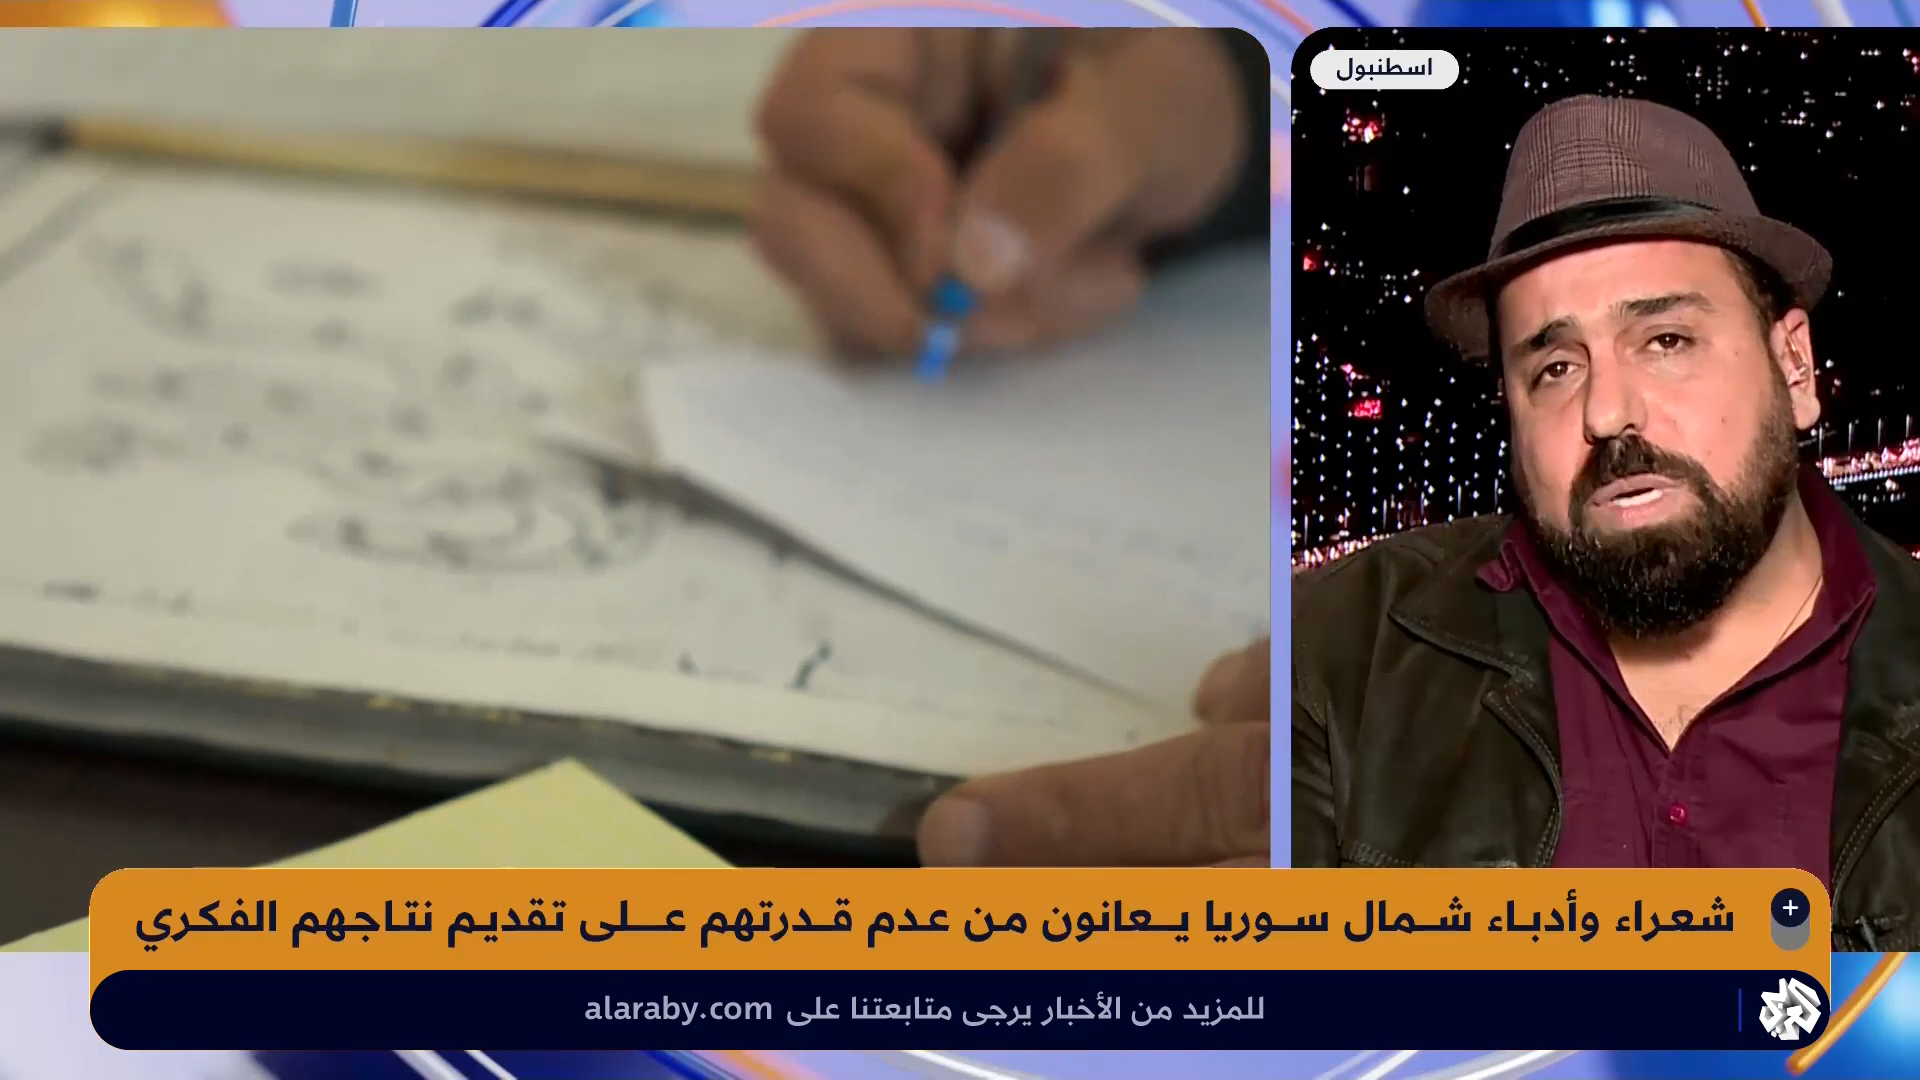 اسطنبول
شعراء وأدباء شمال سوريا يعانون من عدم قدرتهم على تقديم نتاجهم الفكري
للمزيد من الأخبار يرجى متابعتنا على alaraby.com